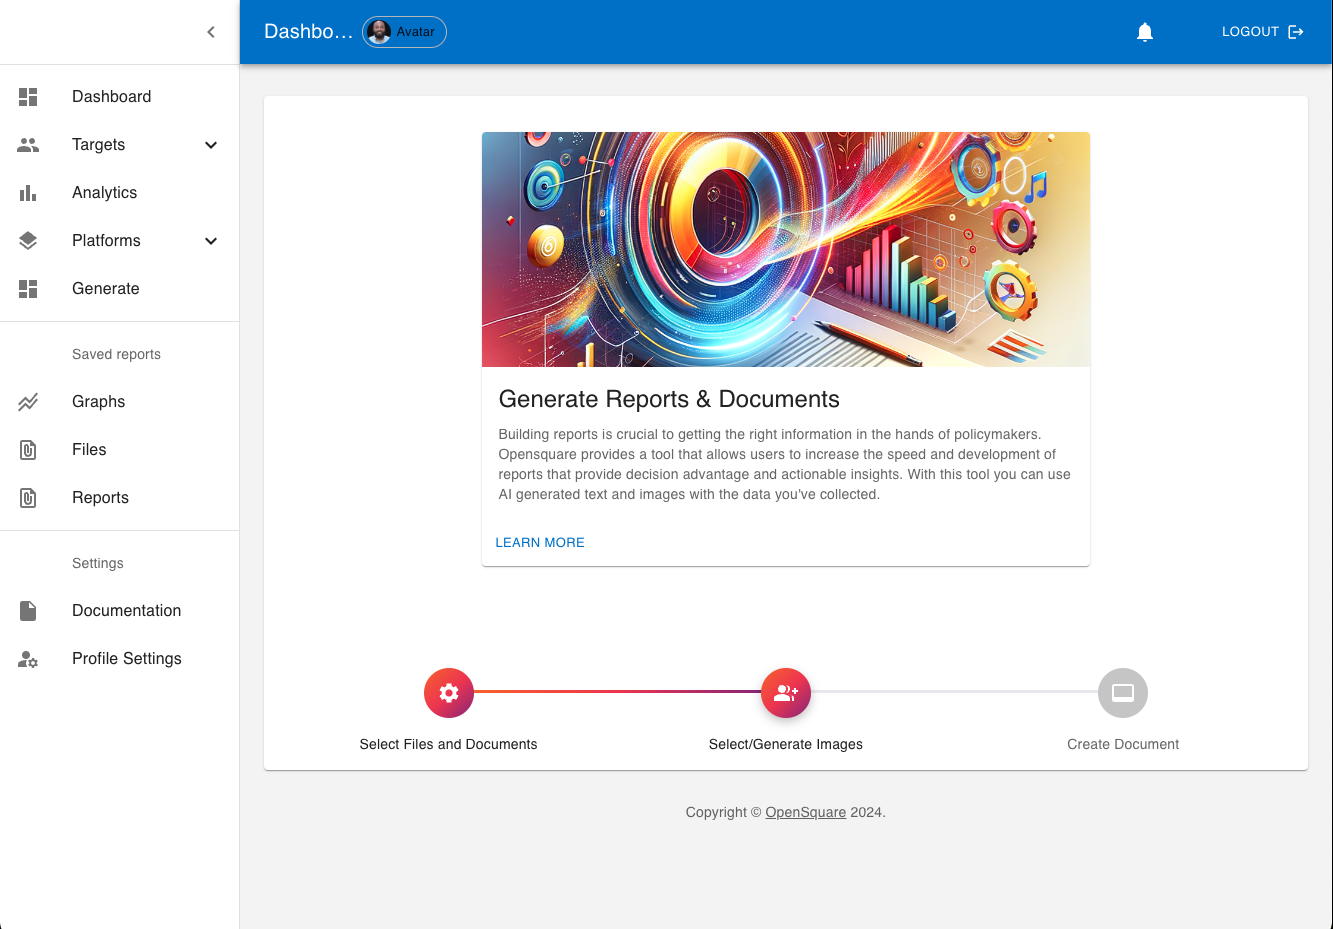 Dashbo...
Avatar
LOGOUT
Dashboard
Targets
Analytics
Platforms
Generate
Saved reports
Graphs
Files
Reports
Settings
Documentation
Profile Settings
Generate Reports & Documents
Building reports is crucial to getting the right information in the hands of policymakers.
Opensquare provides a tool that allows users to increase the speed and development of
reports that provide decision advantage and actionable insights. With this tool you can use
AI generated text and images with the data you've collected.
LEARN MORE
Select Files and Documents
Select/Generate Images
Create Document
Copyright © OpenSquare 2024.